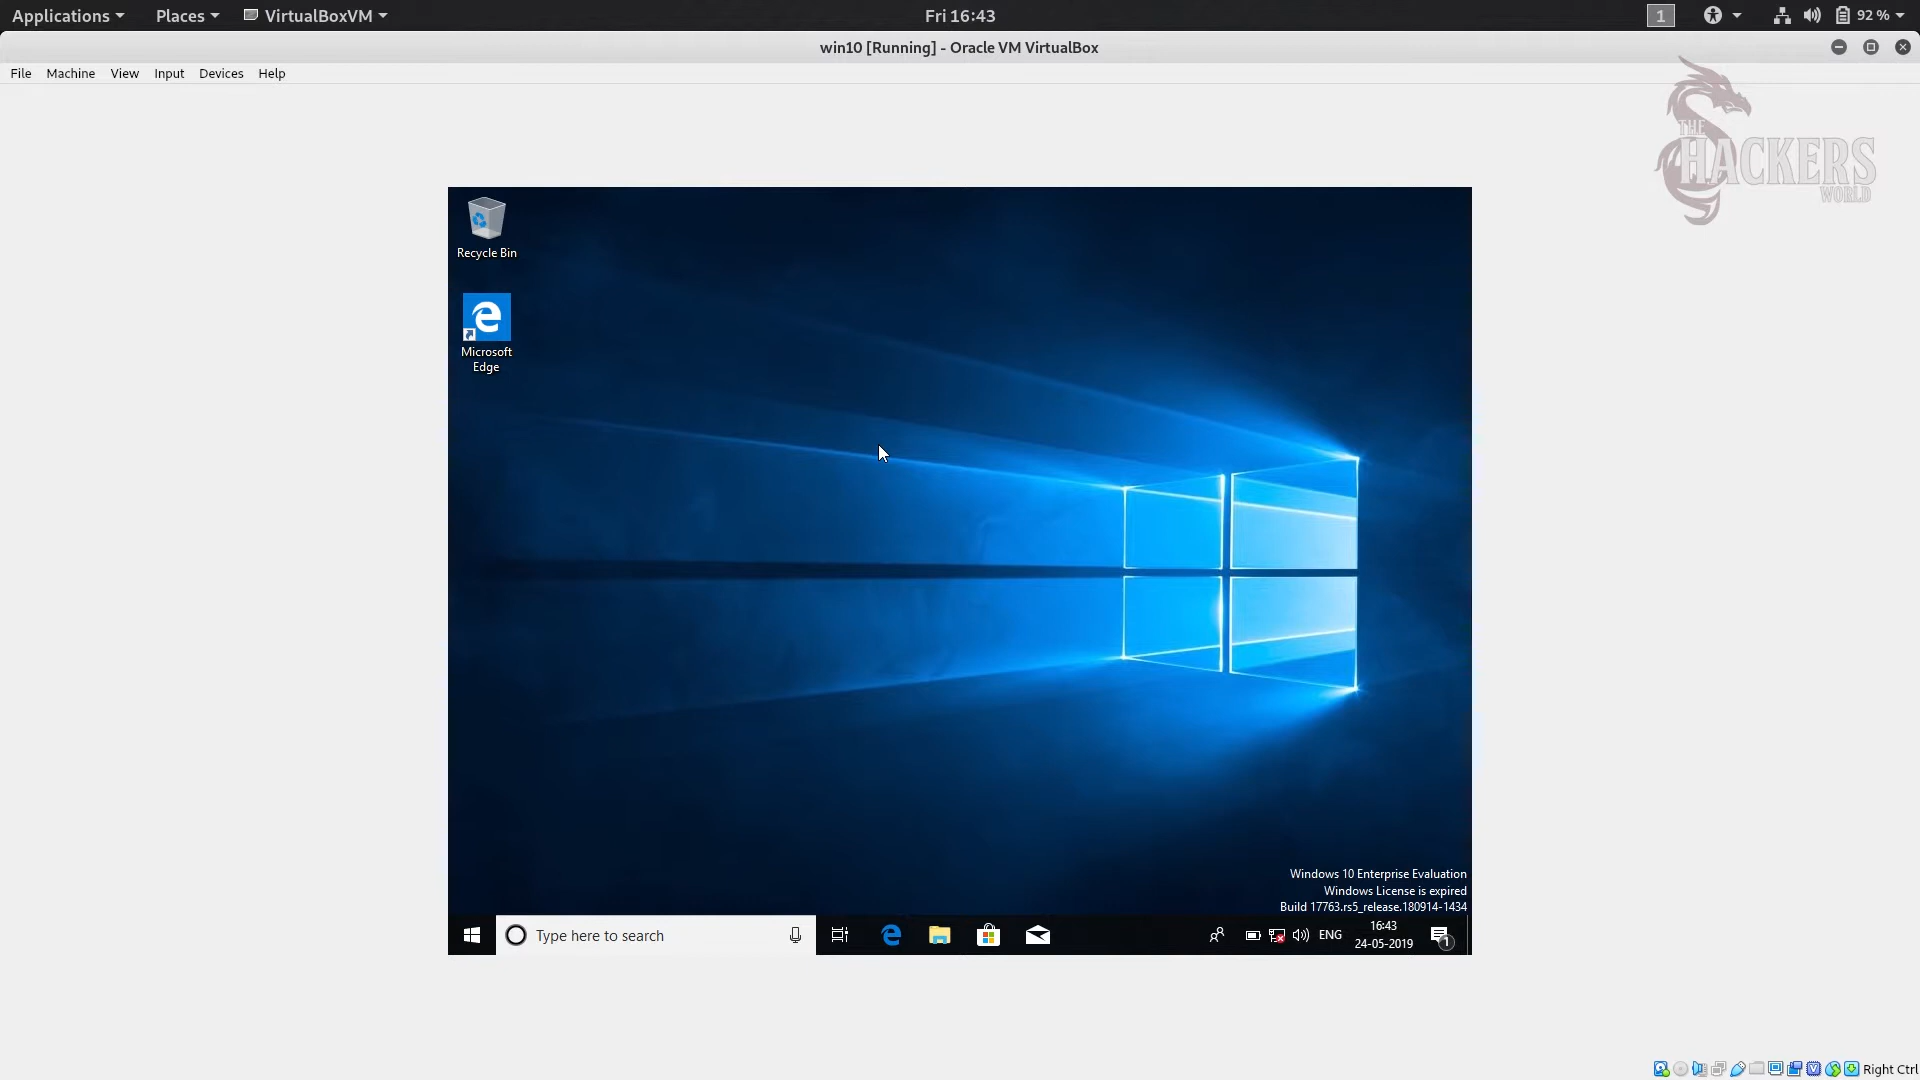 Applications
Places
VirtualBoxVM
Fri 16:43
1
92 %
win10 [Running] - Oracle VM VirtualBox
File
Machine
View
Input
Devices
Help
THE
HACKERS
WORLD
Recycle Bin
Microsoft
Edge
Windows 10 Enterprise Evaluation
Windows License is expired
Build 17763.rs5_release.180914-1434
Type here to search
ENG
16:43
24-05-2019
1
Right Ctrl